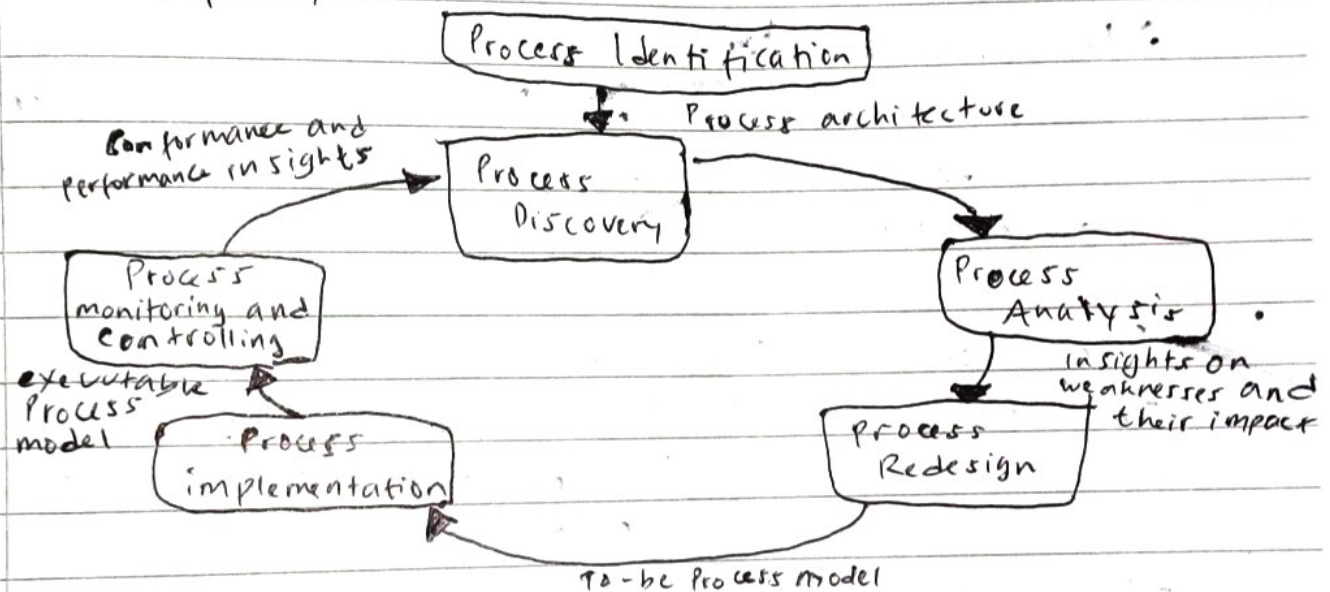 Process Identification
Process architecture
Conformance and
performance insights
Process
Discovery
Process
Analysis
insights on
weaknesses and
their impact
Process
Redesign
To-be Process model
Process
implementation
executable
Process
model
Process
monitoring and
controlling